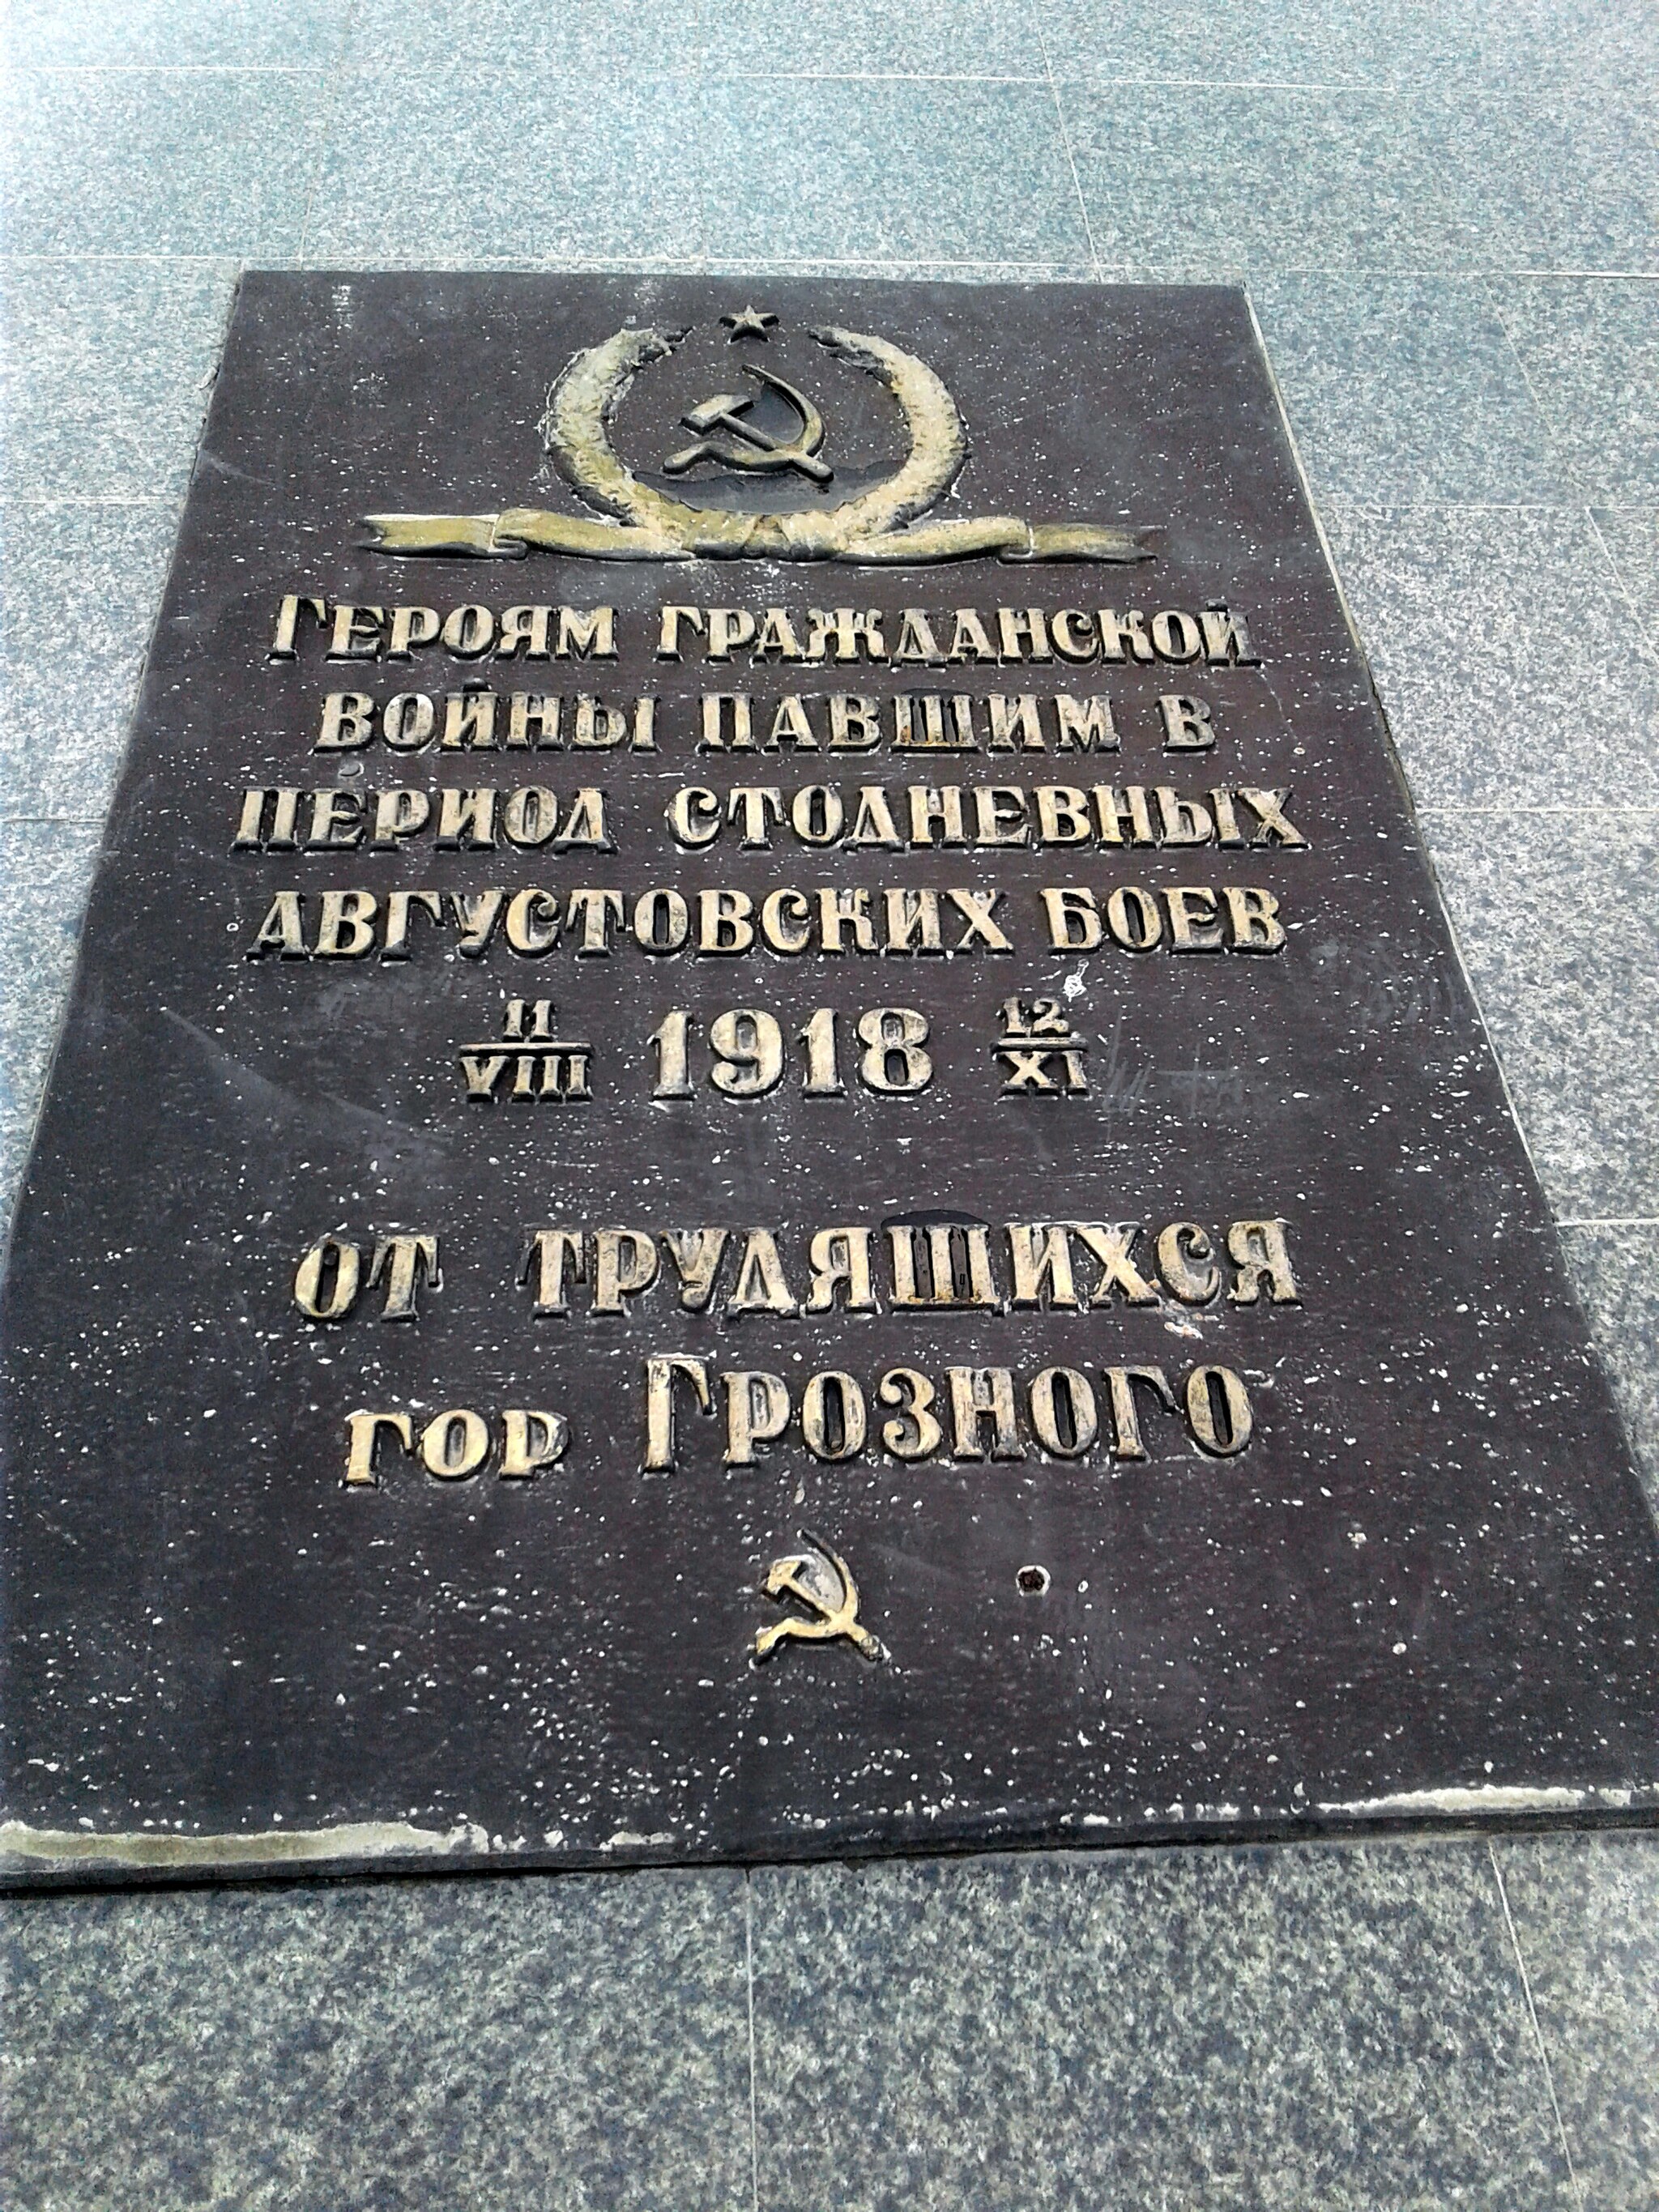 Героям гражданской
войны павшим в
период стодневных
августовских боев
11/VIII 1918 12/XI
от трудящихся
гор Грозного